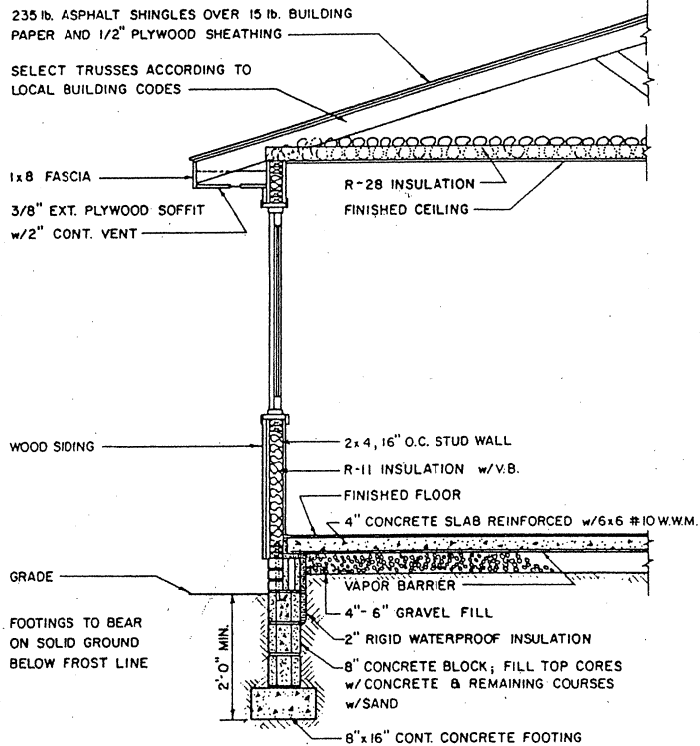 235 lb. ASPHALT SHINGLES OVER 15 lb. BUILDING
PAPER AND 1/2" PLYWOOD SHEATHING
SELECT TRUSSES ACCORDING TO
LOCAL BUILDING CODES
1x8 FASCIA
3/8" EXT. PLYWOOD SOFFIT
w/2" CONT. VENT
R-28 INSULATION
FINISHED CEILING
WOOD SIDING
2x4, 16" O.C. STUD WALL
R-11 INSULATION w/V.B.
FINISHED FLOOR
4" CONCRETE SLAB REINFORCED w/6x6 #10 W.W.M.
VAPOR BARRIER
GRADE
4"-6" GRAVEL FILL
FOOTINGS TO BEAR
ON SOLID GROUND
BELOW FROST LINE
2'-0" MIN.
2" RIGID WATERPROOF INSULATION
8" CONCRETE BLOCK; FILL TOP CORES
w/CONCRETE & REMAINING COURSES
w/SAND
8"x16" CONT. CONCRETE FOOTING